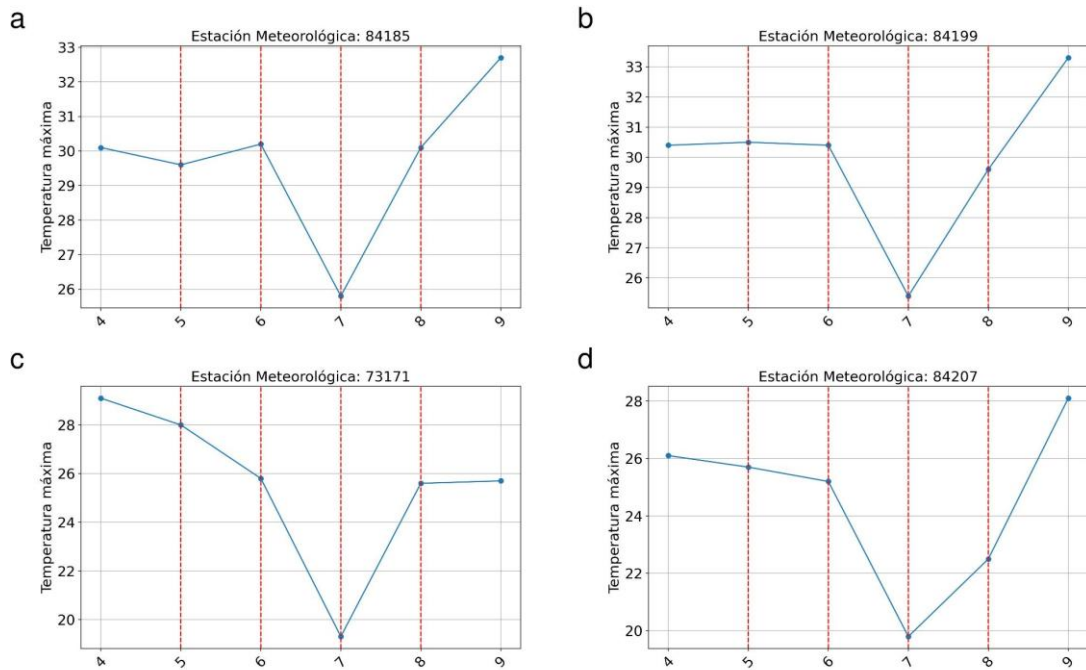 a
Estación Meteorológica: 84185
Temperatura máxima
33
32
31
30
29
28
27
26
4 5 6 7 8 9
b
Estación Meteorológica: 84199
Temperatura máxima
33
32
31
30
29
28
27
26
4 5 6 7 8 9
c
Estación Meteorológica: 73171
Temperatura máxima
28
26
24
22
20
4 5 6 7 8 9
d
Estación Meteorológica: 84207
Temperatura máxima
28
26
24
22
20
4 5 6 7 8 9